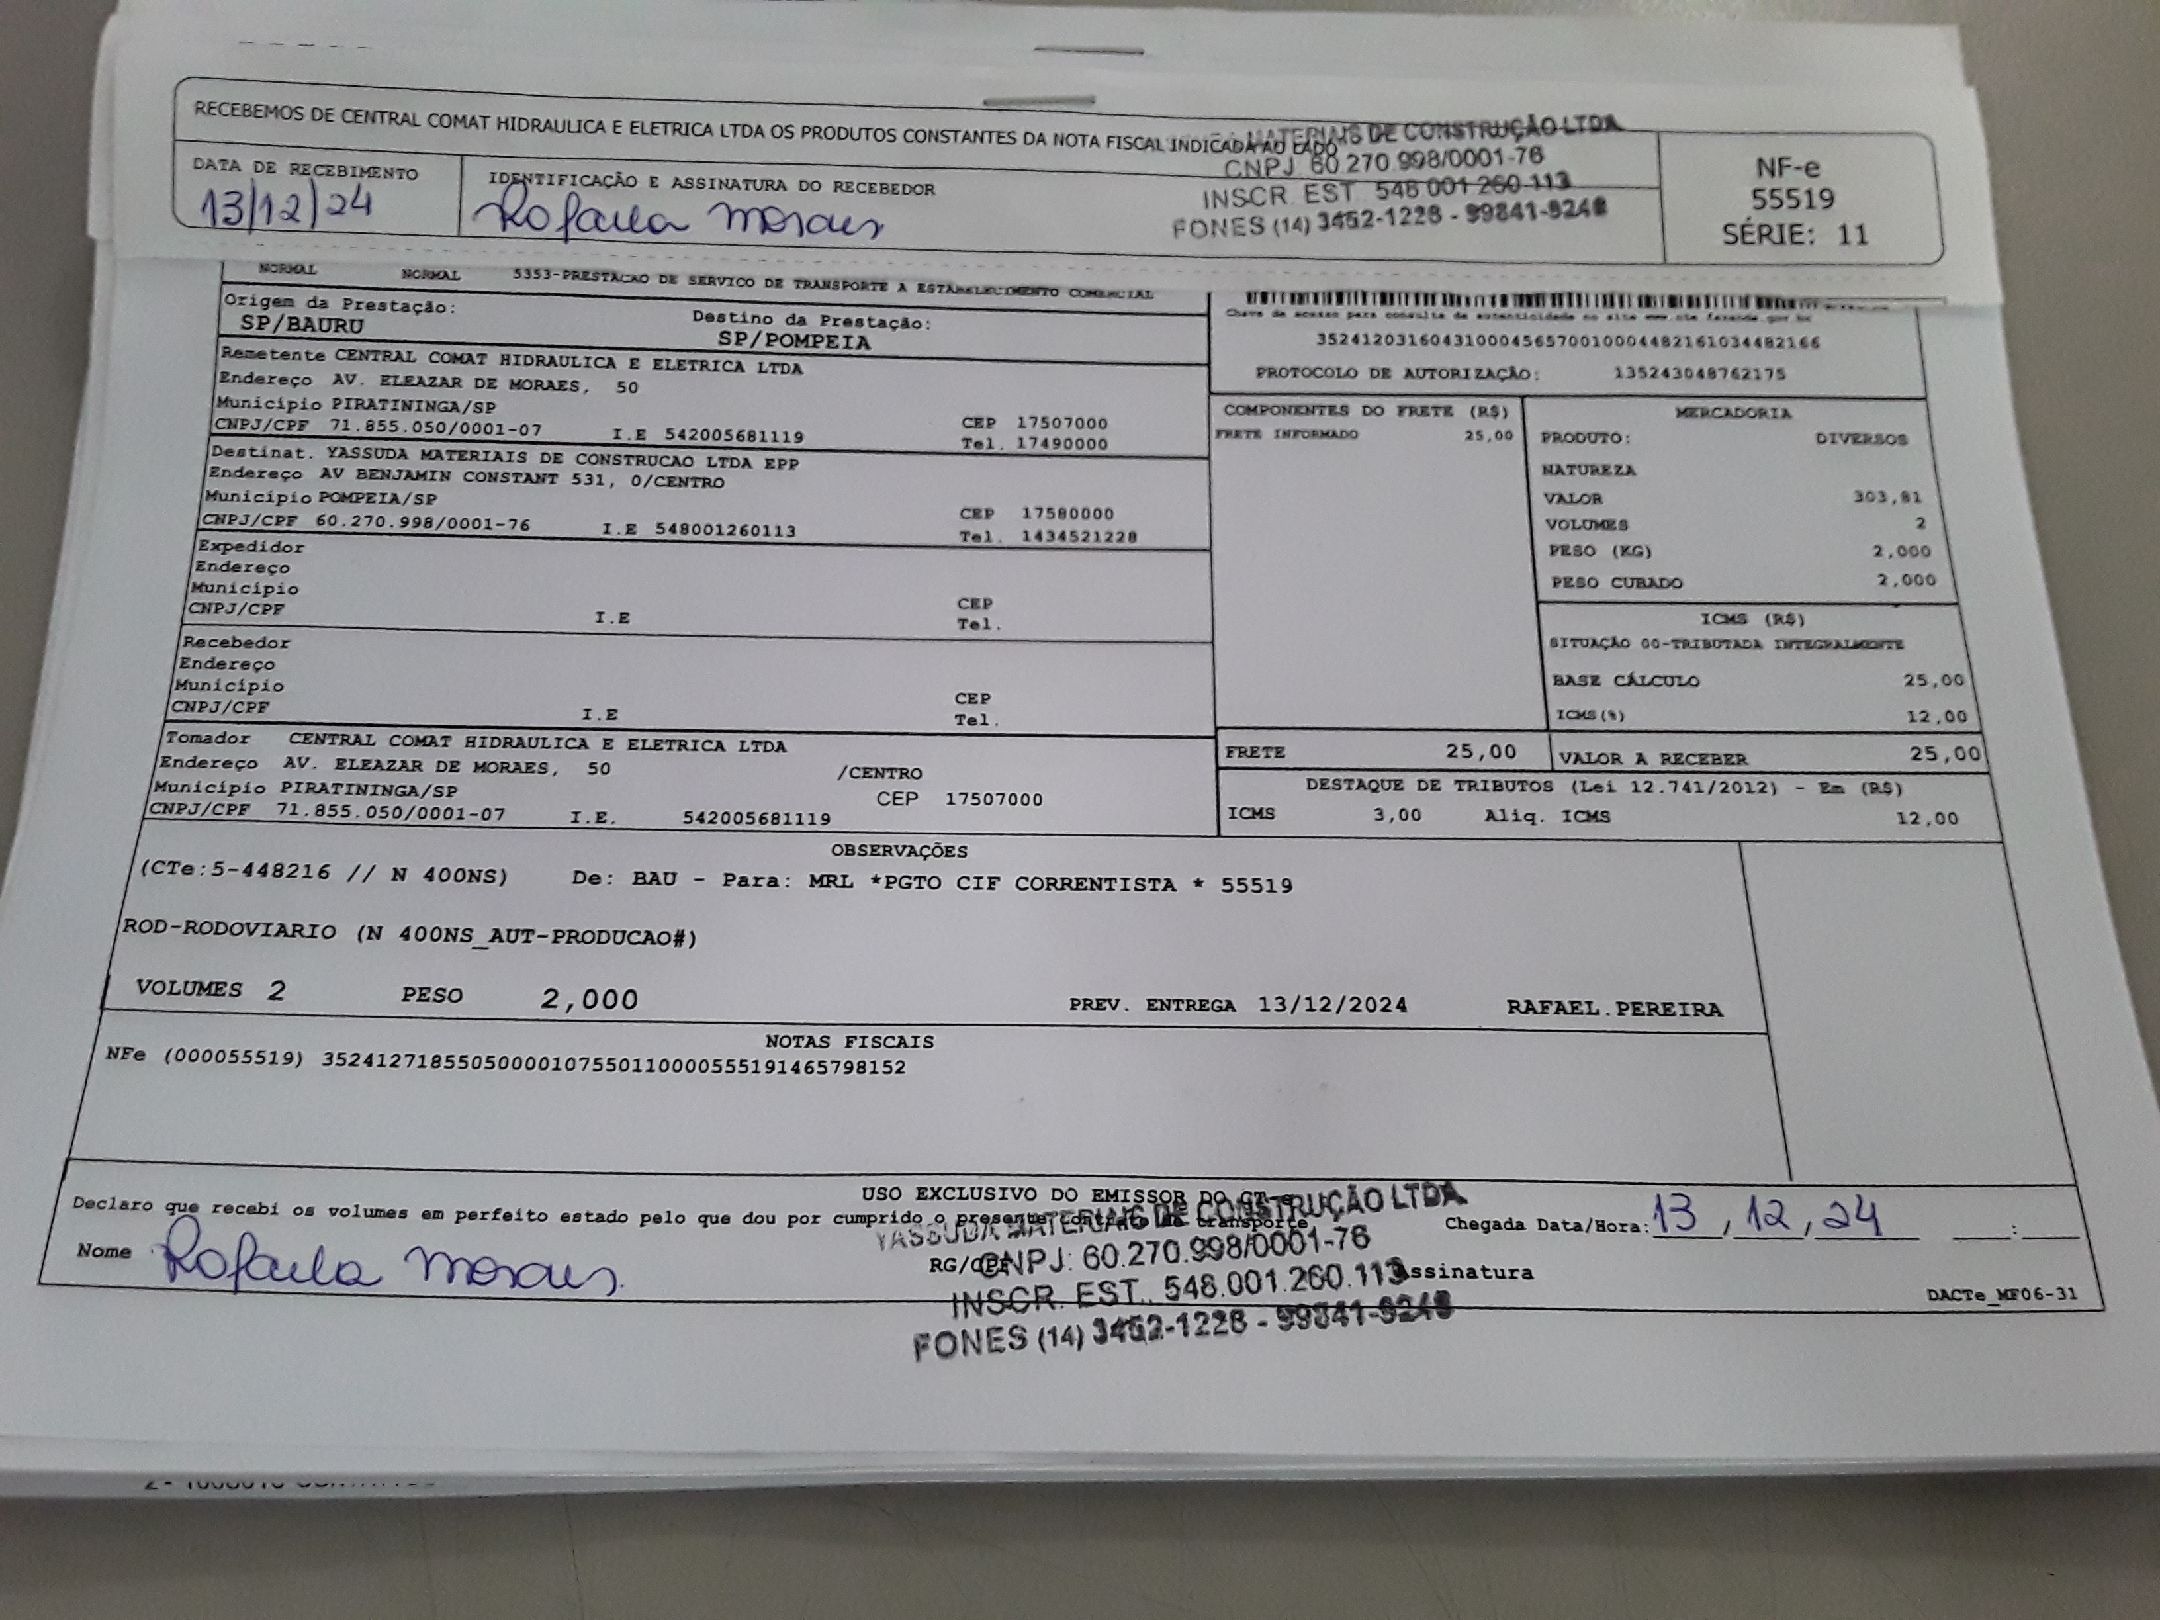 RECEBEMOS DE CENTRAL COMAT HIDRAULICA E ELETRICA LTDA OS PRODUTOS CONSTANTES DA NOTA FISCAL INDICADA AO LADO
MATERIAIS DE CONSTRUÇÃO LTDA
CNPJ 60.270.998/0001-76
INSCR. EST. 548.001.260-113
FONES (14) 3452-1228 - 99841-9248
DATA DE RECEBIMENTO
13/12/24
IDENTIFICAÇÃO E ASSINATURA DO RECEBEDOR
Rafaela Moraes
NF-e
55519
SÉRIE: 11
NORMAL NORMAL 5353-PRESTACAO DE SERVICO DE TRANSPORTE A ESTABELECIMENTO COMERCIAL
Origem da Prestação:
SP/BAURU
Destino da Prestação:
SP/POMPEIA
Chave de acesso para consulta de autenticidade no site www.cte.fazenda.gov.br
35241203160431000456570010004482161034482166
PROTOCOLO DE AUTORIZAÇÃO: 135243048762175
Remetente CENTRAL COMAT HIDRAULICA E ELETRICA LTDA
Endereço AV. ELEAZAR DE MORAES, 50
Município PIRATININGA/SP CEP 17507000
CNPJ/CPF 71.855.050/0001-07 I.E 542005681119 Tel. 17490000
Destinat. YASSUDA MATERIAIS DE CONSTRUCAO LTDA EPP
Endereço AV BENJAMIN CONSTANT 531, 0/CENTRO
Município POMPEIA/SP CEP 17580000
CNPJ/CPF 60.270.998/0001-76 I.E 548001260113 Tel. 1434521228
Expedidor
Endereço
Município CEP
CNPJ/CPF I.E Tel.
Recebedor
Endereço
Município CEP
CNPJ/CPF I.E Tel.
Tomador CENTRAL COMAT HIDRAULICA E ELETRICA LTDA
Endereço AV. ELEAZAR DE MORAES, 50 /CENTRO
Município PIRATININGA/SP CEP 17507000
CNPJ/CPF 71.855.050/0001-07 I.E. 542005681119
COMPONENTES DO FRETE (R$)
FRETE INFORMADO 25,00
MERCADORIA
PRODUTO: DIVERSOS
NATUREZA
VALOR 303,81
VOLUMES 2
PESO (KG) 2,000
PESO CUBADO 2,000
ICMS (R$)
SITUAÇÃO 00-TRIBUTADA INTEGRALMENTE
BASE CÁLCULO 25,00
ICMS(%) 12,00
FRETE 25,00 VALOR A RECEBER 25,00
DESTAQUE DE TRIBUTOS (Lei 12.741/2012) - Em (R$)
ICMS 3,00 Aliq. ICMS 12,00
OBSERVAÇÕES
(CTe:5-448216 // N 400NS) De: BAU - Para: MRL *PGTO CIF CORRENTISTA * 55519
ROD-RODOVIARIO (N 400NS_AUT-PRODUCAO#)
VOLUMES 2 PESO 2,000 PREV. ENTREGA 13/12/2024 RAFAEL.PEREIRA
NOTAS FISCAIS
NFe (000055519) 35241271855050000107550110000555191465798152
USO EXCLUSIVO DO EMISSOR DO CT-e
Declaro que recebi os volumes em perfeito estado pelo que dou por cumprido o presente contrato de transporte
Chegada Data/Hora: 13, 12, 24 :
Nome Rafaela Moraes.
RG/CPF
Assinatura
YASSUDA MATERIAIS DE CONSTRUÇÃO LTDA
CNPJ: 60.270.998/0001-76
INSCR. EST. 548.001.260.113
FONES (14) 3452-1228 - 99841-9248
DACTe_MF06-31